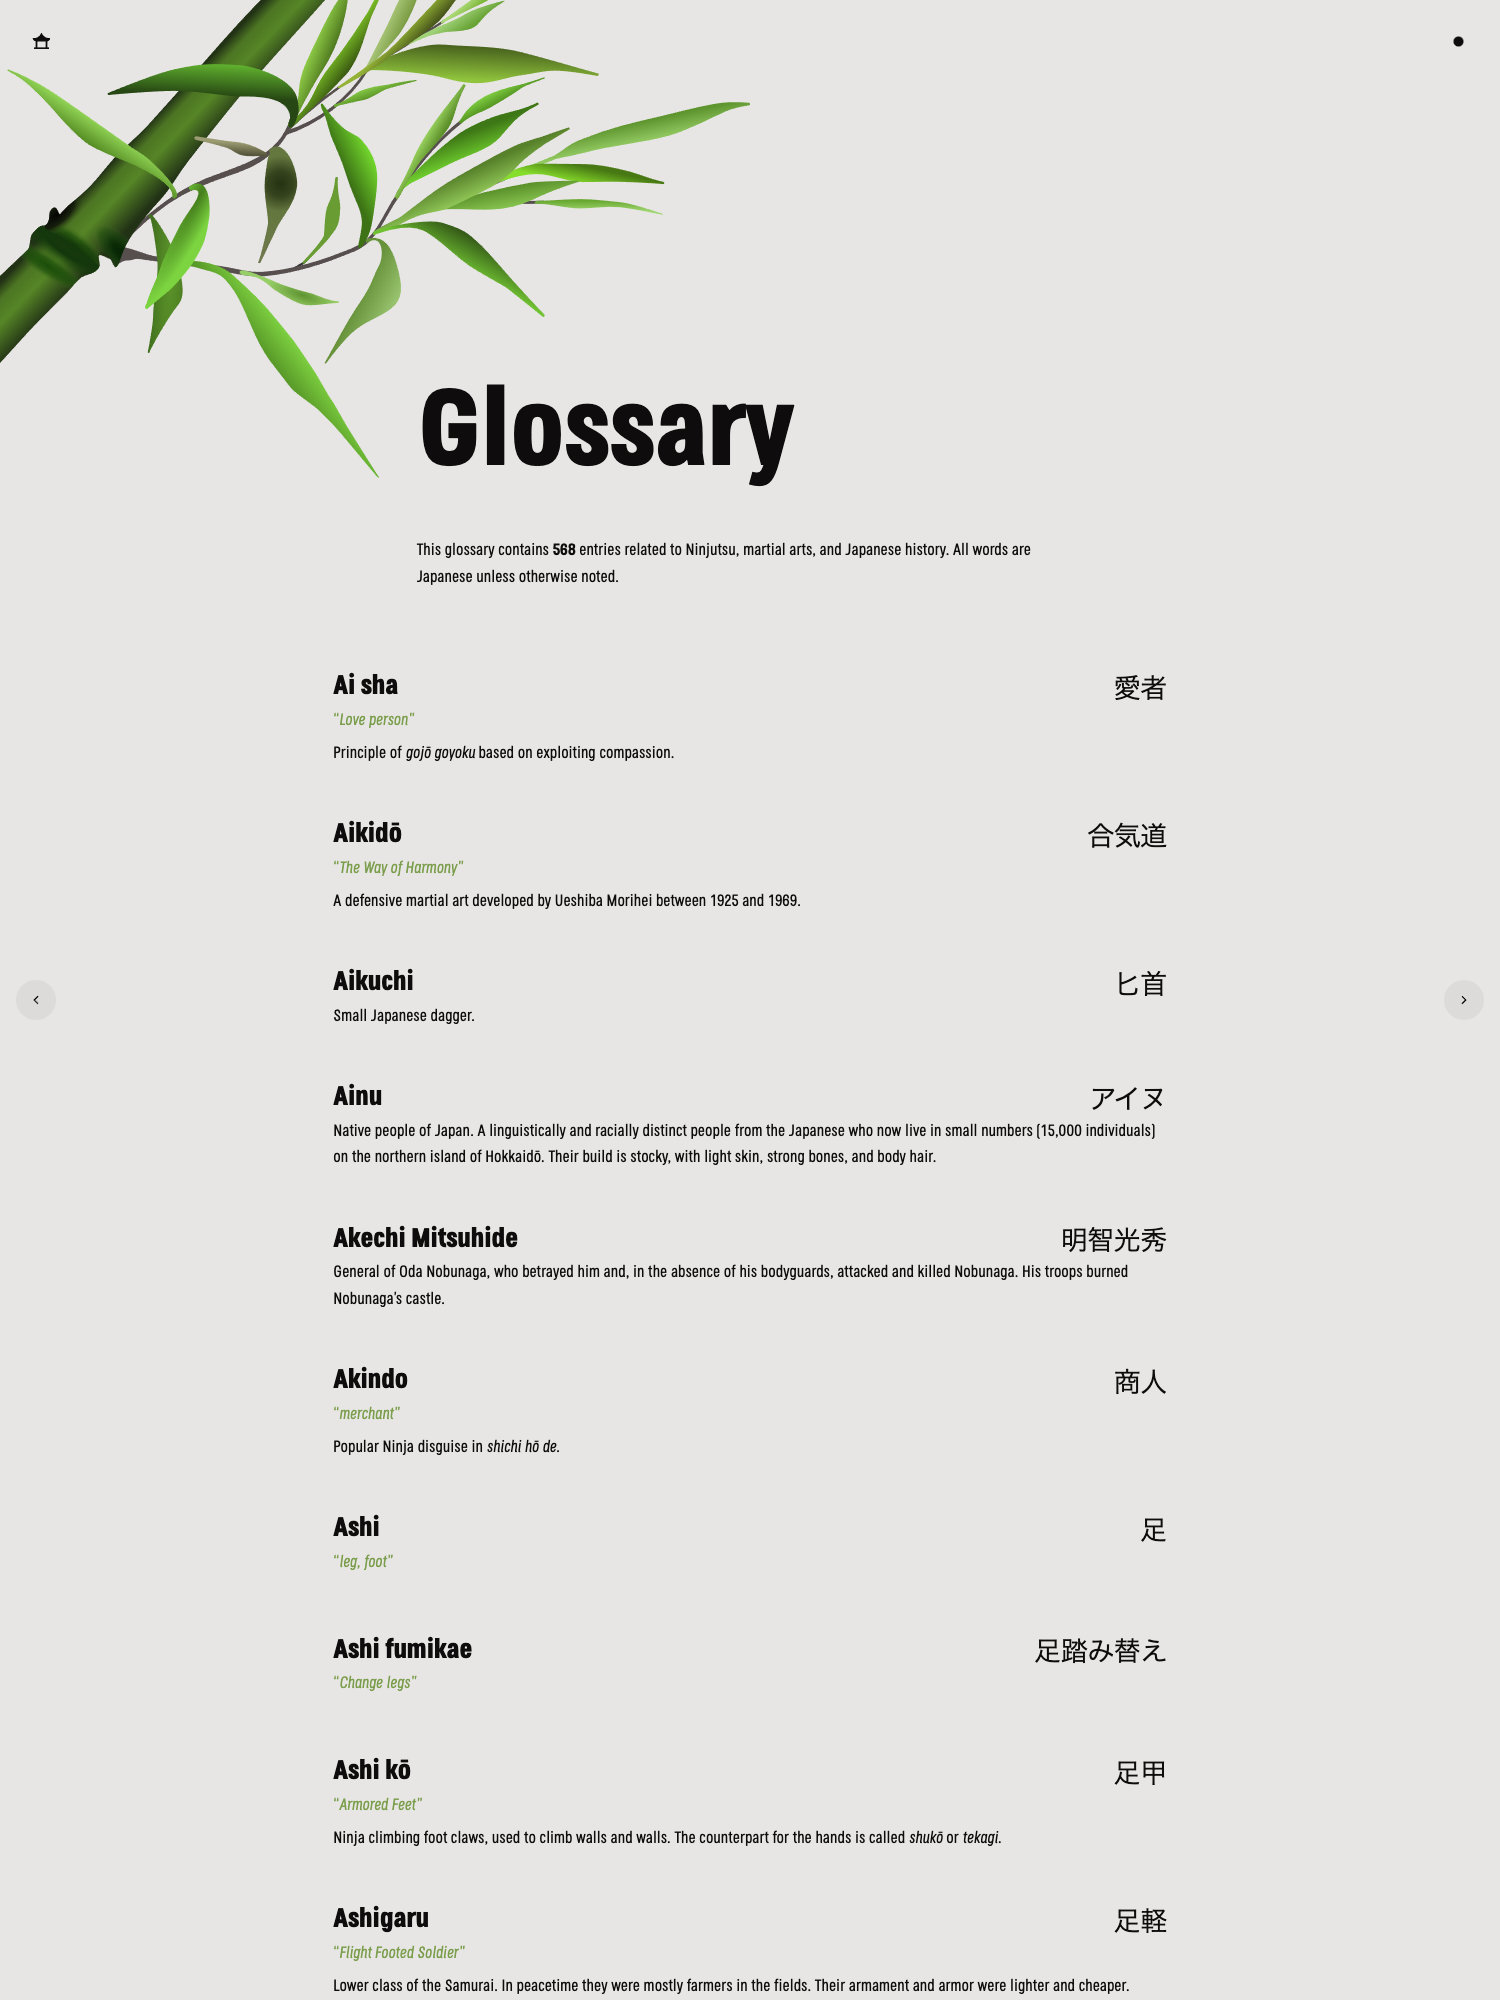 Glossary
This glossary contains 568 entries related to Ninjutsu, martial arts, and Japanese history. All words are
Japanese unless otherwise noted.
Ai sha 愛者
"Love person"
Principle of gojō goyoku based on exploiting compassion.
Aikidō 合気道
"The Way of Harmony"
A defensive martial art developed by Ueshiba Morihei between 1925 and 1969.
Aikuchi 匕首
Small Japanese dagger.
Ainu アイヌ
Native people of Japan. A linguistically and racially distinct people from the Japanese who now live in small numbers (15,000 individuals)
on the northern island of Hokkaidō. Their build is stocky, with light skin, strong bones, and body hair.
Akechi Mitsuhide 明智光秀
General of Oda Nobunaga, who betrayed him and, in the absence of his bodyguards, attacked and killed Nobunaga. His troops burned
Nobunaga's castle.
Akindo 商人
"merchant"
Popular Ninja disguise in shichi hō de.
Ashi 足
"leg, foot"
Ashi fumikae 足踏み替え
"Change legs"
Ashi kō 足甲
"Armored Feet"
Ninja climbing foot claws, used to climb walls and walls. The counterpart for the hands is called shukō or tekagi.
Ashigaru 足軽
"Flight Footed Soldier"
Lower class of the Samurai. In peacetime they were mostly farmers in the fields. Their armament and armor were lighter and cheaper.